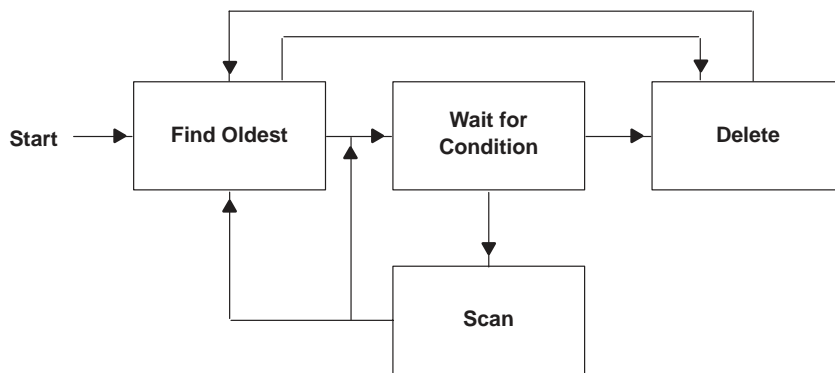 Start
Find Oldest
Wait for
Condition
Delete
Scan